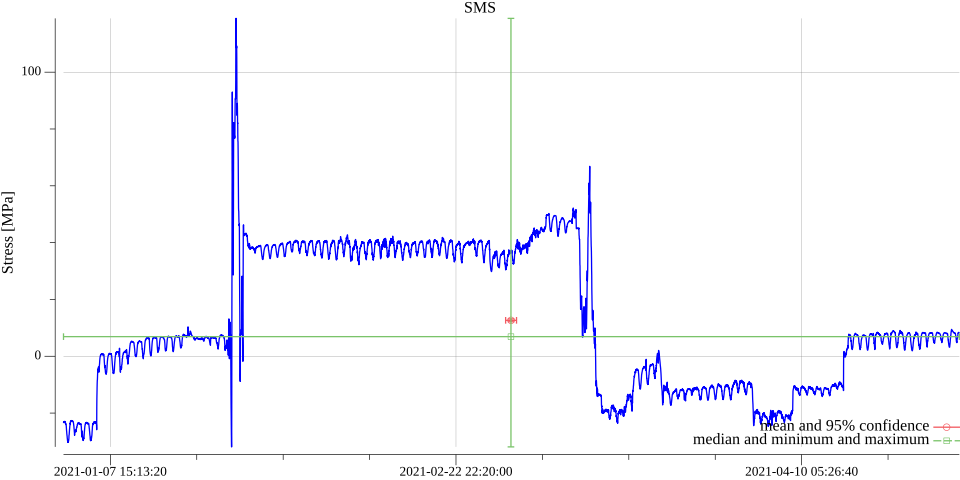 SMS
100
Stress [MPa]
0
mean and 95% confidence
median and minimum and maximum
2021-01-07 15:13:20
2021-02-22 22:20:00
2021-04-10 05:26:40